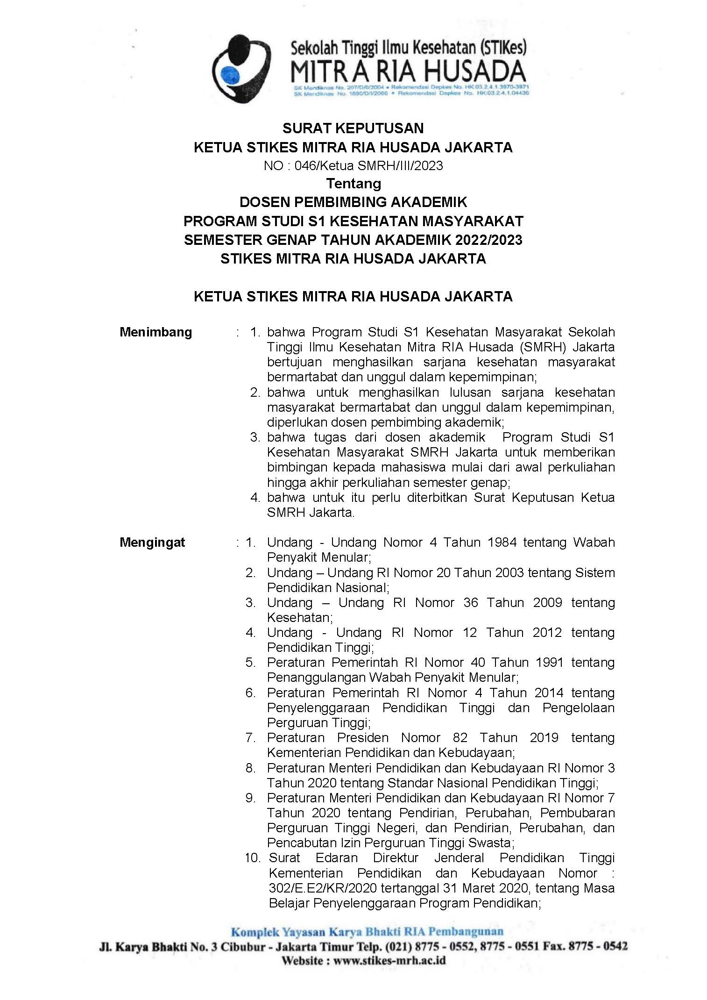 Sekolah Tinggi Ilmu Kesehatan (STIKes)
MITRA RIA HUSADA
SK Mendiknas No. 207/D/0/2004 • Rekomendasi Depkes No. HK:03.2.4.1.3970-3971
SK Mendiknas No. 1880/D/I/2006 • Rekomendasi Depkes No. HK:03.2.4.1.04436
SURAT KEPUTUSAN
KETUA STIKES MITRA RIA HUSADA JAKARTA
NO : 046/Ketua SMRH/III/2023
Tentang
DOSEN PEMBIMBING AKADEMIK
PROGRAM STUDI S1 KESEHATAN MASYARAKAT
SEMESTER GENAP TAHUN AKADEMIK 2022/2023
STIKES MITRA RIA HUSADA JAKARTA
KETUA STIKES MITRA RIA HUSADA JAKARTA
Menimbang : 1. bahwa Program Studi S1 Kesehatan Masyarakat Sekolah
Tinggi Ilmu Kesehatan Mitra RIA Husada (SMRH) Jakarta
bertujuan menghasilkan sarjana kesehatan masyarakat
bermartabat dan unggul dalam kepemimpinan;
2. bahwa untuk menghasilkan lulusan sarjana kesehatan
masyarakat bermartabat dan unggul dalam kepemimpinan,
diperlukan dosen pembimbing akademik;
3. bahwa tugas dari dosen akademik Program Studi S1
Kesehatan Masyarakat SMRH Jakarta untuk memberikan
bimbingan kepada mahasiswa mulai dari awal perkuliahan
hingga akhir perkuliahan semester genap;
4. bahwa untuk itu perlu diterbitkan Surat Keputusan Ketua
SMRH Jakarta.
Mengingat : 1. Undang - Undang Nomor 4 Tahun 1984 tentang Wabah
Penyakit Menular;
2. Undang – Undang RI Nomor 20 Tahun 2003 tentang Sistem
Pendidikan Nasional;
3. Undang – Undang RI Nomor 36 Tahun 2009 tentang
Kesehatan;
4. Undang - Undang RI Nomor 12 Tahun 2012 tentang
Pendidikan Tinggi;
5. Peraturan Pemerintah RI Nomor 40 Tahun 1991 tentang
Penanggulangan Wabah Penyakit Menular;
6. Peraturan Pemerintah RI Nomor 4 Tahun 2014 tentang
Penyelenggaraan Pendidikan Tinggi dan Pengelolaan
Perguruan Tinggi;
7. Peraturan Presiden Nomor 82 Tahun 2019 tentang
Kementerian Pendidikan dan Kebudayaan;
8. Peraturan Menteri Pendidikan dan Kebudayaan RI Nomor 3
Tahun 2020 tentang Standar Nasional Pendidikan Tinggi;
9. Peraturan Menteri Pendidikan dan Kebudayaan RI Nomor 7
Tahun 2020 tentang Pendirian, Perubahan, Pembubaran
Perguruan Tinggi Negeri, dan Pendirian, Perubahan, dan
Pencabutan Izin Perguruan Tinggi Swasta;
10. Surat Edaran Direktur Jenderal Pendidikan Tinggi
Kementerian Pendidikan dan Kebudayaan Nomor :
302/E.E2/KR/2020 tertanggal 31 Maret 2020, tentang Masa
Belajar Penyelenggaraan Program Pendidikan;
Komplek Yayasan Karya Bhakti RIA Pembangunan
Jl. Karya Bhakti No. 3 Cibubur - Jakarta Timur Telp. (021) 8775 - 0552, 8775 - 0551 Fax. 8775 - 0542
Website : www.stikes-mrh.ac.id